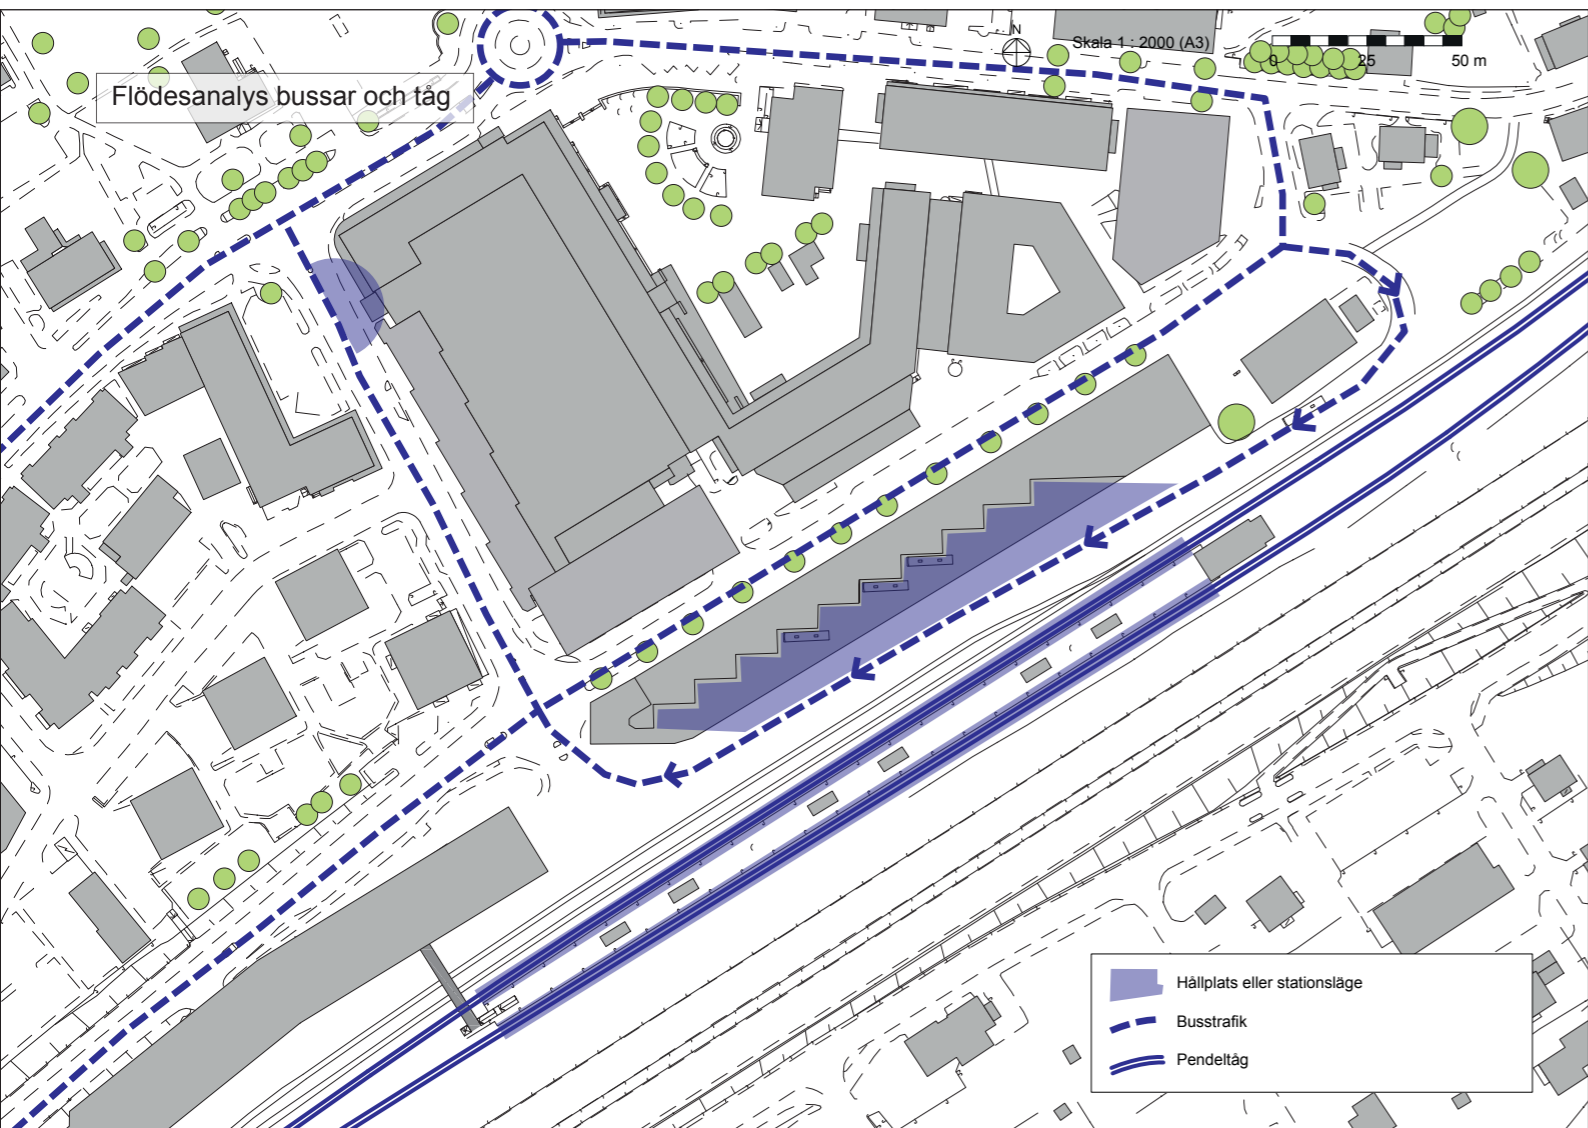 Flödesanalys bussar och tåg
N
Skala 1 : 2000 (A3)
0 25 50 m
Hållplats eller stationsläge
Busstrafik
Pendeltåg